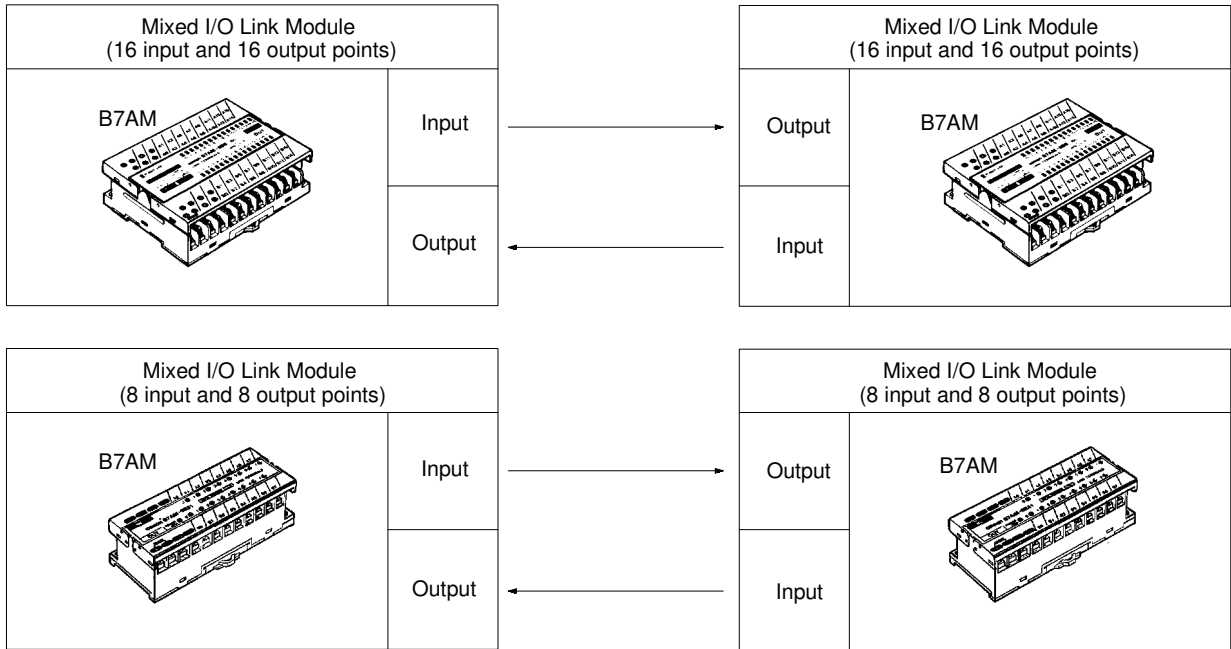 Mixed I/O Link Module
(16 input and 16 output points)
B7AM
Input
Output
Mixed I/O Link Module
(16 input and 16 output points)
Output
Input
B7AM
Mixed I/O Link Module
(8 input and 8 output points)
B7AM
Input
Output
Mixed I/O Link Module
(8 input and 8 output points)
Output
Input
B7AM